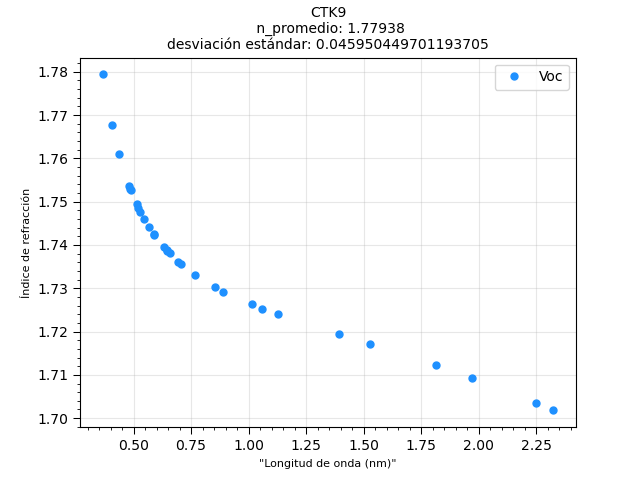 CTK9
n_promedio: 1.77938
desviación estándar: 0.045950449701193705
Voc
1.78
1.77
1.76
1.75
1.74
1.73
1.72
1.71
1.70
Índice de refracción
0.50 0.75 1.00 1.25 1.50 1.75 2.00 2.25
"Longitud de onda (nm)"